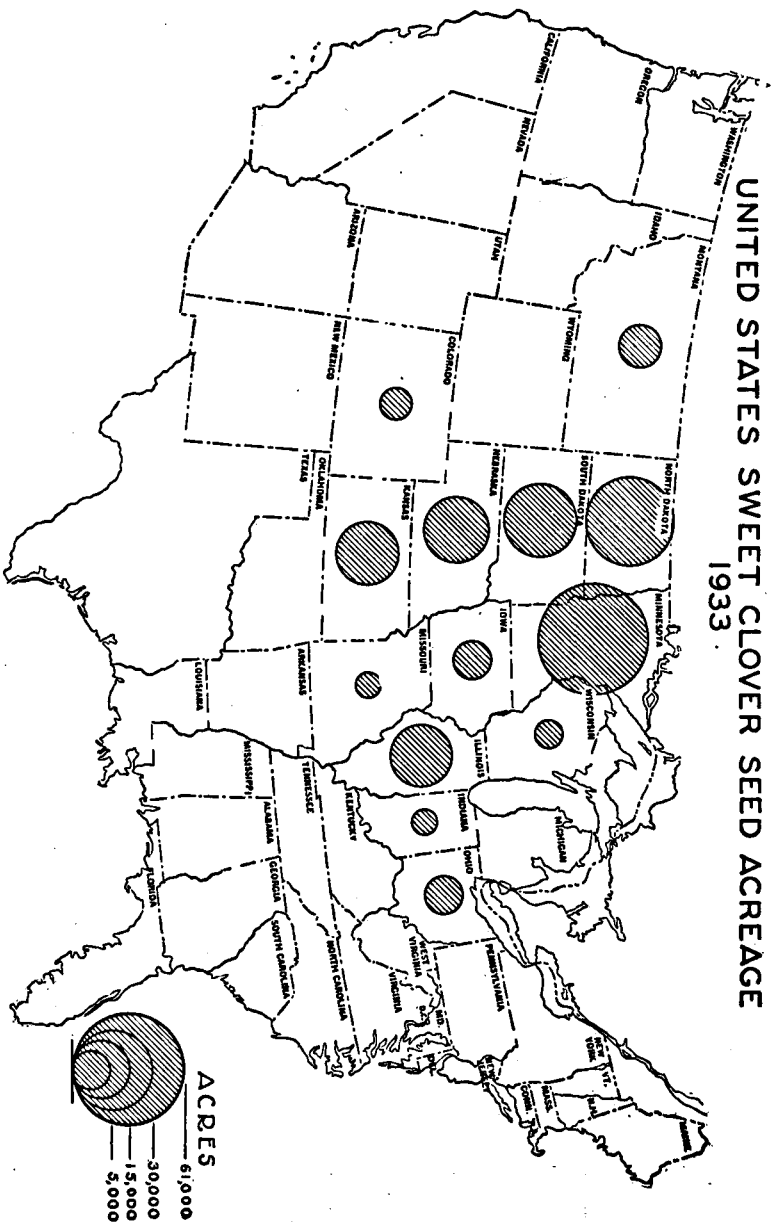 UNITED STATES SWEET CLOVER SEED ACREAGE
1933
WASHINGTON
OREGON
CALIFORNIA
NEVADA
IDAHO
MONTANA
WYOMING
UTAH
ARIZONA
COLORADO
NEW MEXICO
NORTH DAKOTA
SOUTH DAKOTA
NEBRASKA
KANSAS
OKLAHOMA
TEXAS
MINNESOTA
IOWA
MISSOURI
ARKANSAS
LOUISIANA
WISCONSIN
ILLINOIS
MICHIGAN
INDIANA
OHIO
KENTUCKY
TENNESSEE
MISSISSIPPI
ALABAMA
GEORGIA
FLORIDA
SOUTH CAROLINA
NORTH CAROLINA
VIRGINIA
WEST VIRGINIA
PENNSYLVANIA
MD.
NEW YORK
VT.
MASS.
CONN.
MAINE
ACRES
61,000
30,000
15,000
5,000